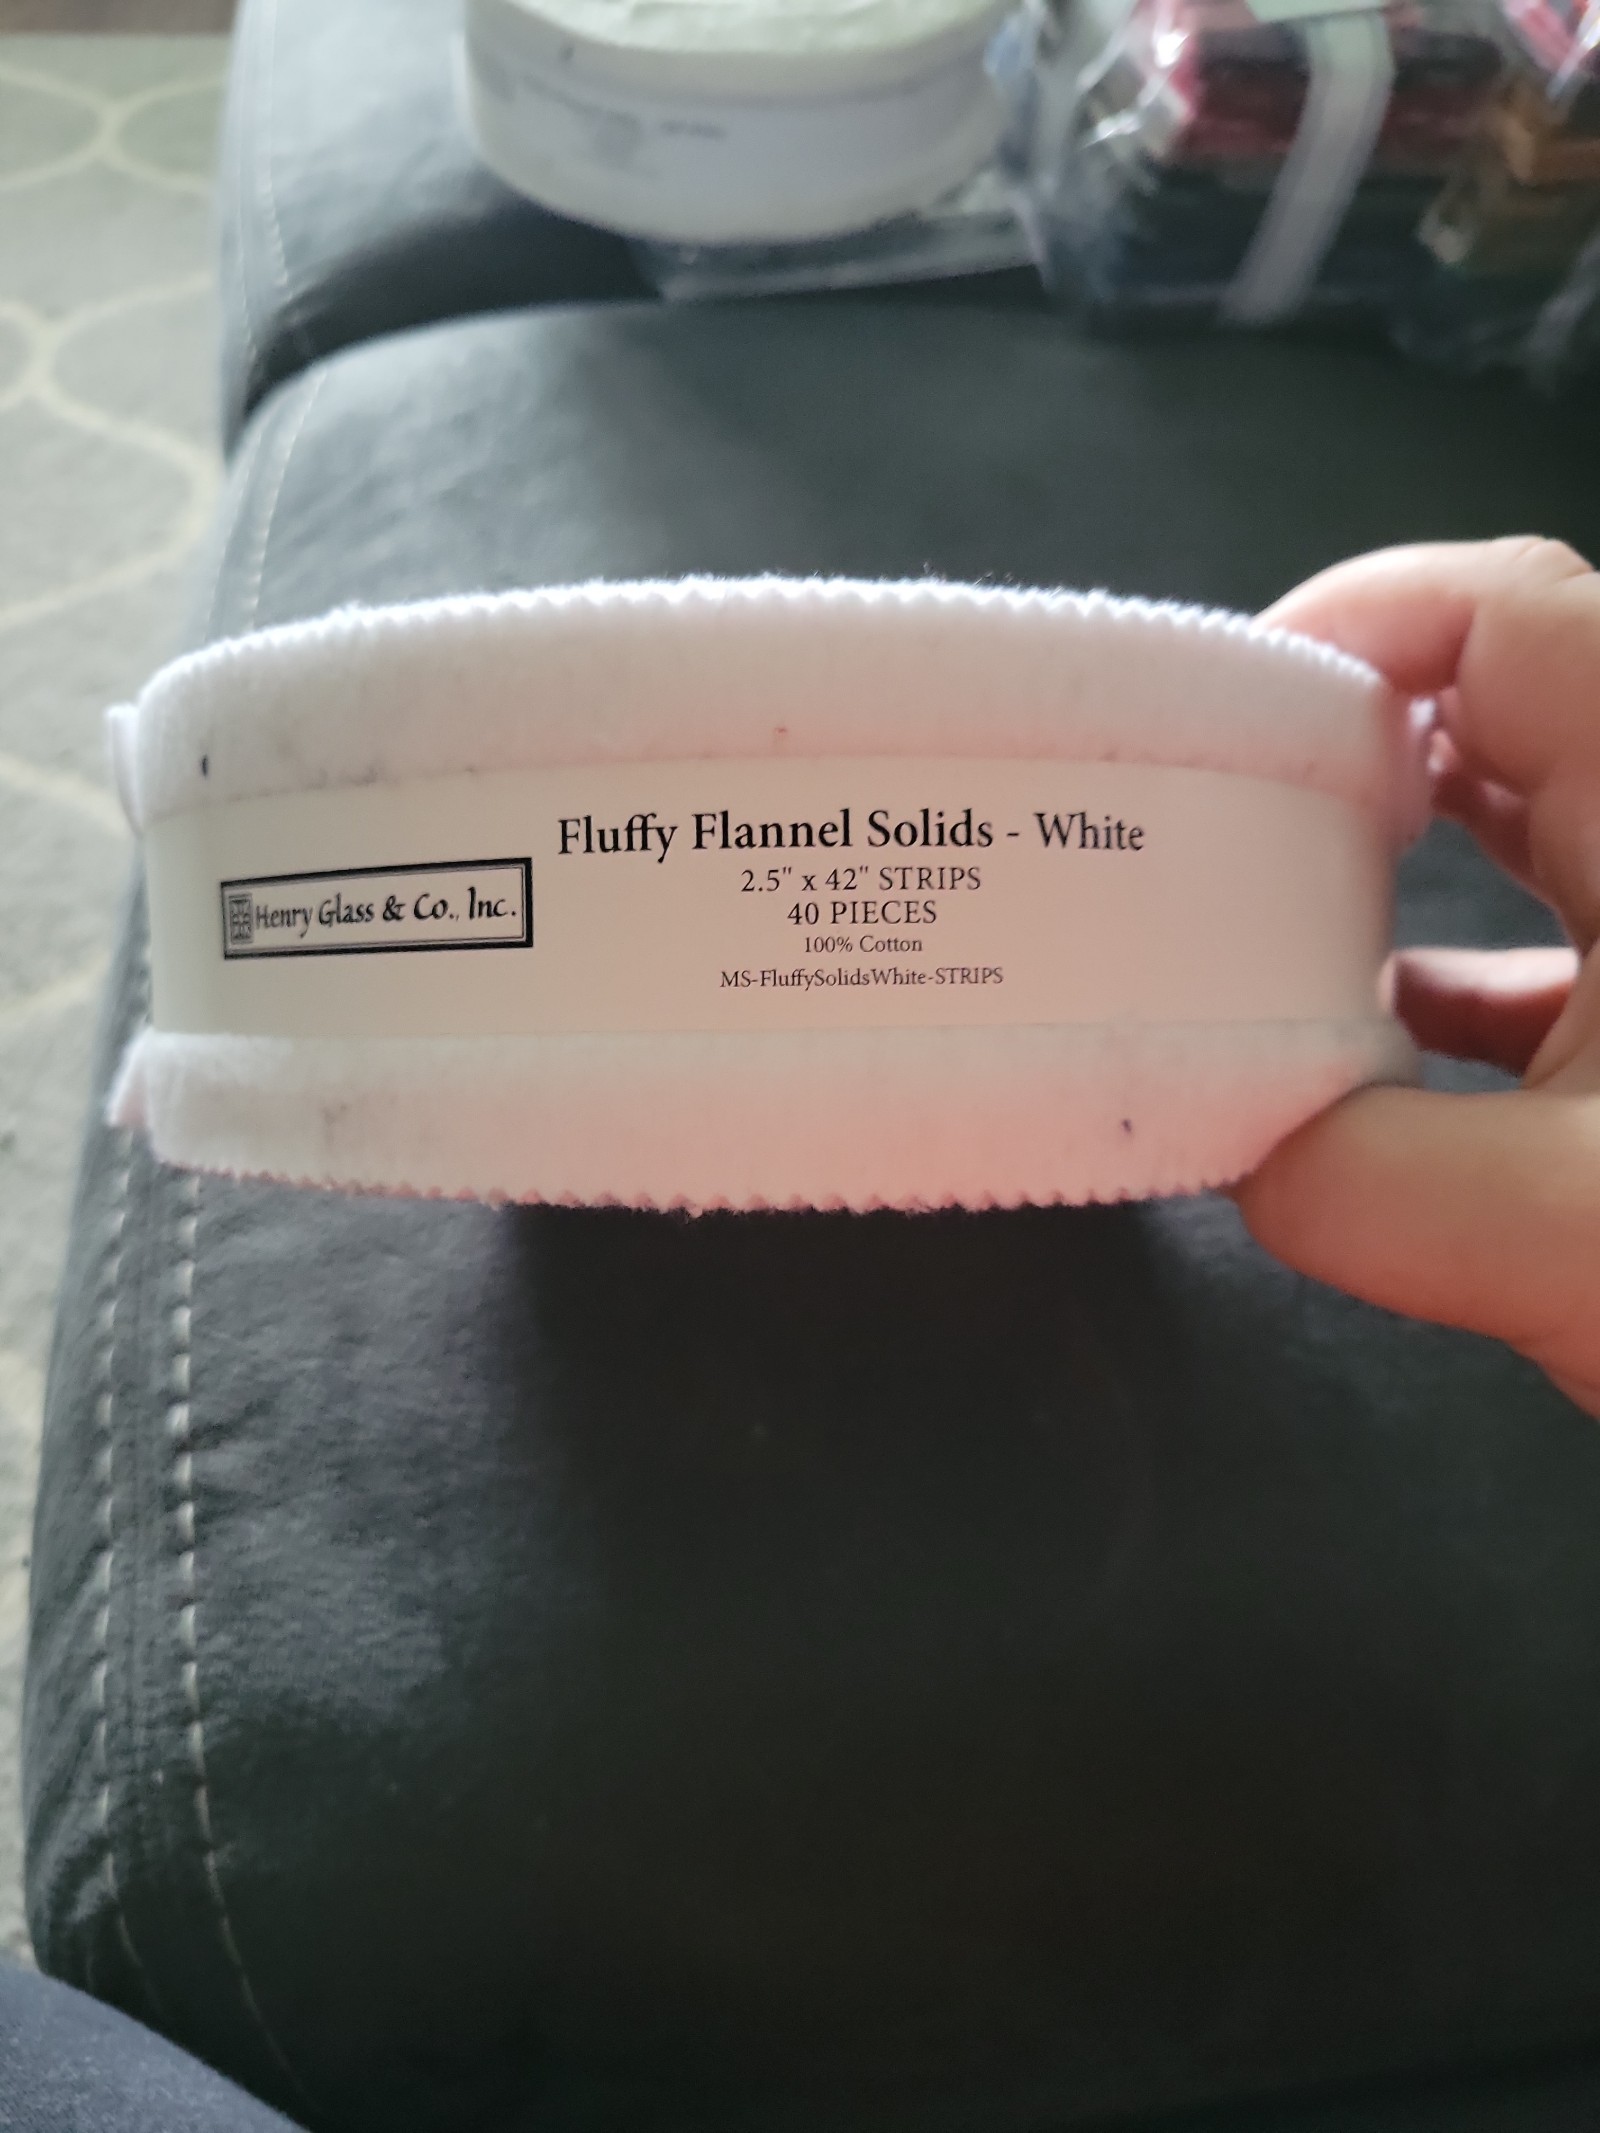 Fluffy Flannel Solids - White
2.5" x 42" STRIPS
40 PIECES
100% Cotton
MS-FluffySolidsWhite-STRIPS
Henry Glass & Co., Inc.